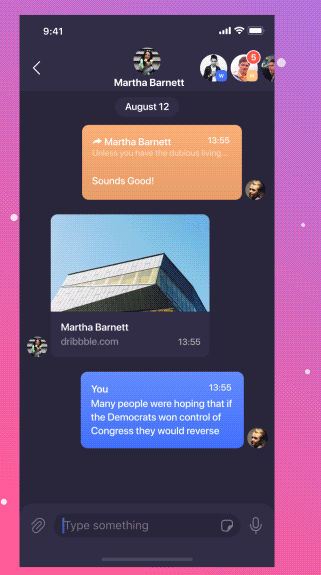 9:41
5
W
Martha Barnett
August 12
Martha Barnett 13:55
Unless you have the dubious living...
Sounds Good!
Martha Barnett
dribbble.com 13:55
You 13:55
Many people were hoping that if
the Democrats won control of
Congress they would reverse
Type something